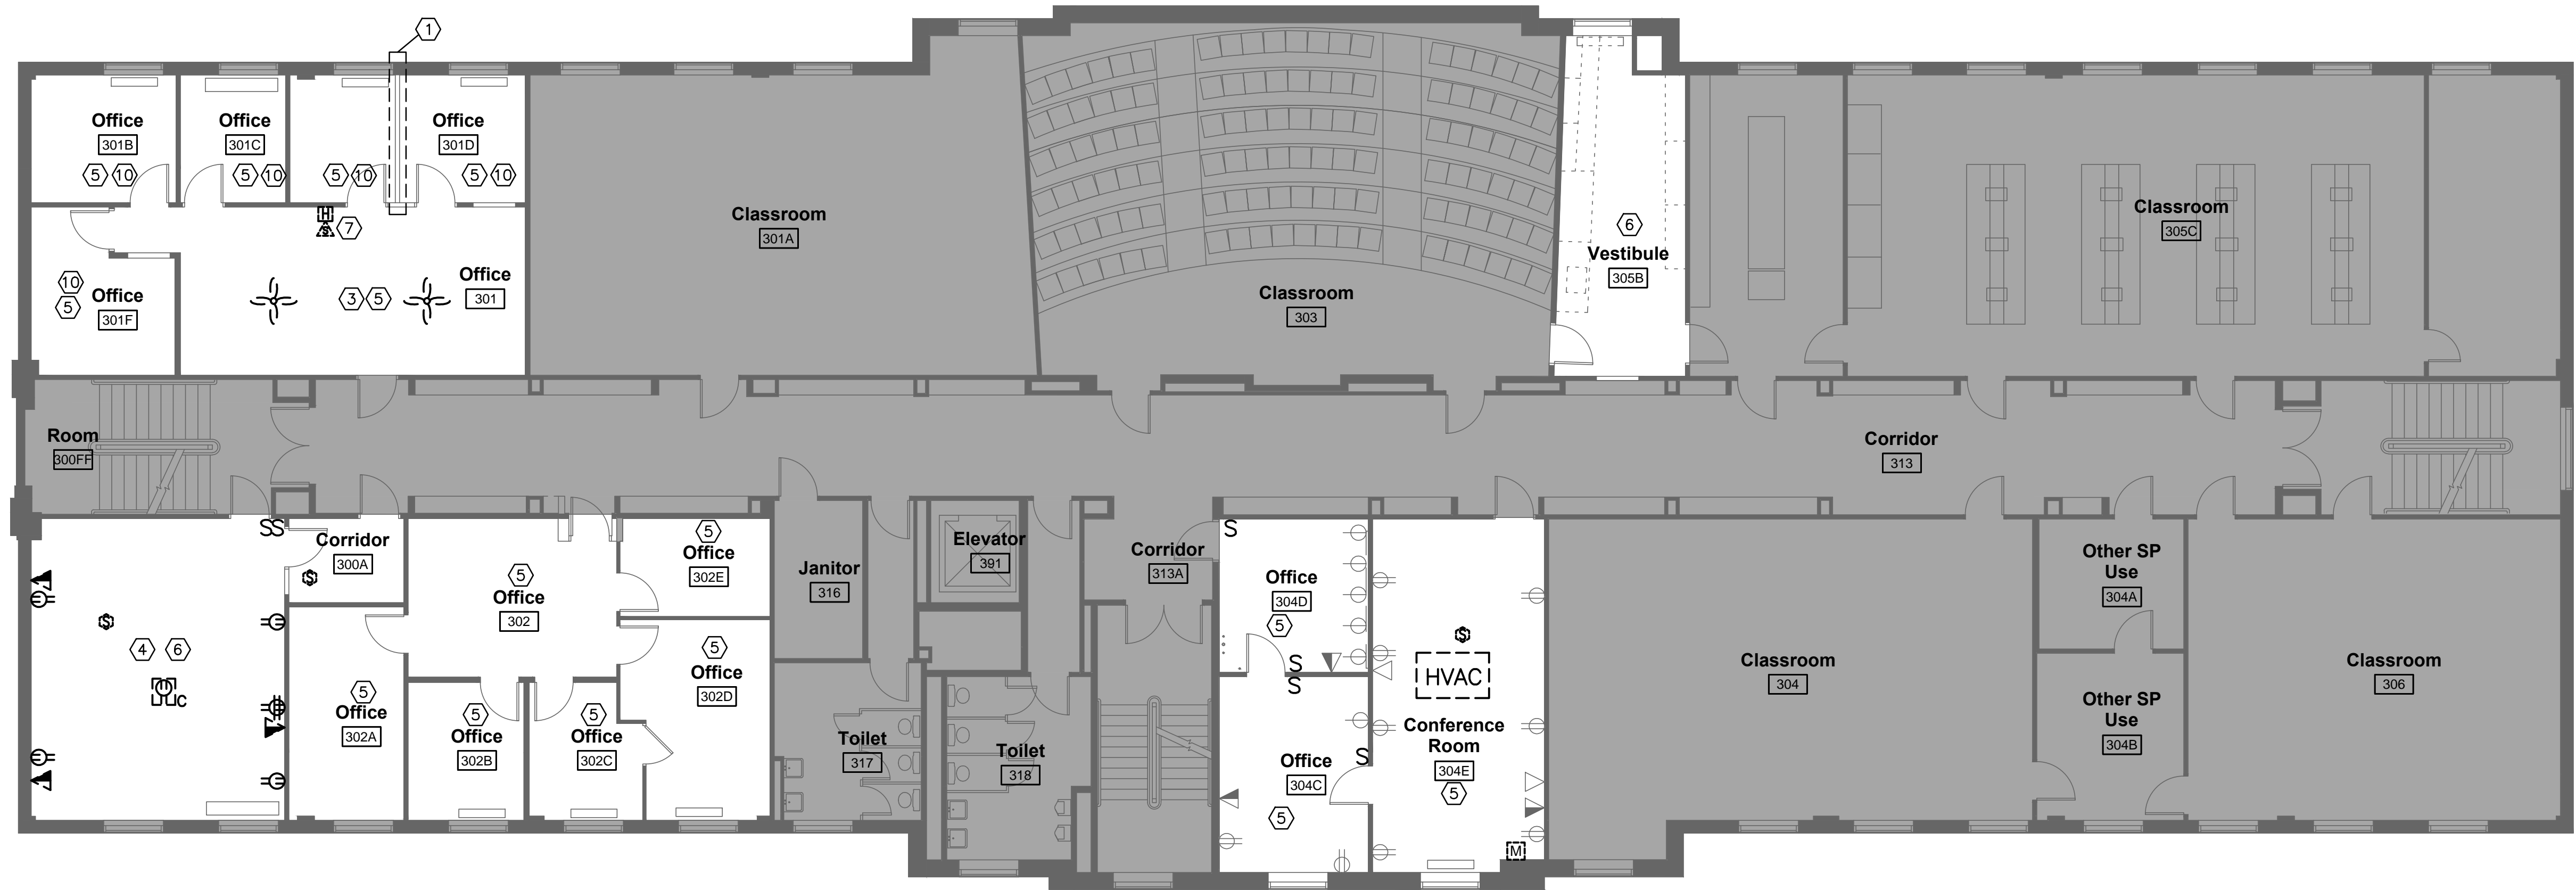 1
Office
301B
5 10
Office
301C
5 10
5 10
Office
301D
5 10
H
S
7
10
5
Office
301F
3 5
Office
301
Classroom
301A
Classroom
303
6
Vestibule
305B
Classroom
305C
Room
300FF
Corridor
313
SS
Corridor
300A
S
S
4 6
C
5
Office
302
5
Office
302E
5
Office
302D
5
Office
302A
5
Office
302B
5
Office
302C
Janitor
316
Elevator
391
Corridor
313A
Toilet
317
Toilet
318
S
Office
304D
5
S
S
Office
304C
5
S
S
HVAC
Conference
Room
304E
5
M
Classroom
304
Other SP
Use
304A
Other SP
Use
304B
Classroom
306